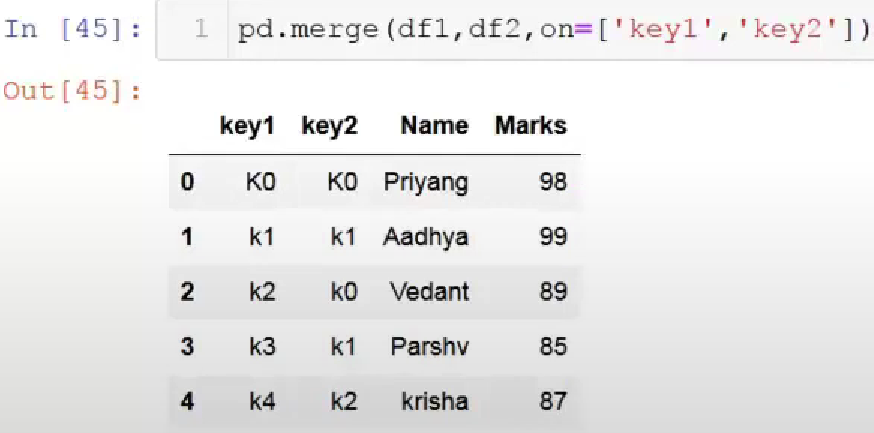 In [45]: 1 pd.merge(df1,df2,on=['key1','key2'])
Out[45]:
key1 key2 Name Marks
0 K0 K0 Priyang 98
1 k1 k1 Aadhya 99
2 k2 k0 Vedant 89
3 k3 k1 Parshv 85
4 k4 k2 krisha 87